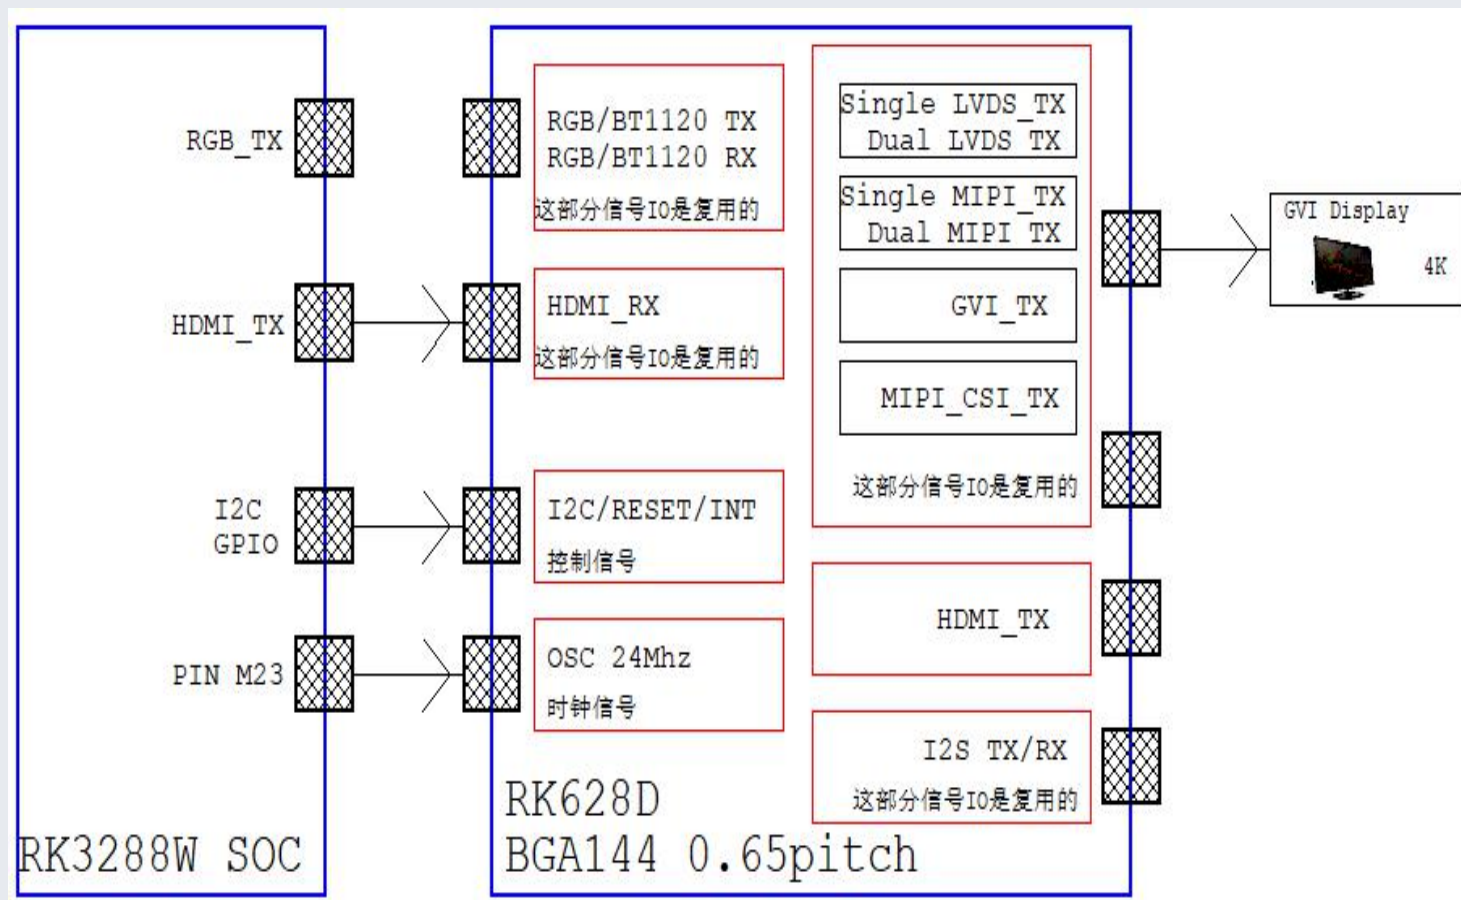 RGB_TX
HDMI_TX
I2C
GPIO
PIN M23
RK3288W SOC
RGB/BT1120 TX
RGB/BT1120 RX
这部分信号IO是复用的
HDMI_RX
这部分信号IO是复用的
I2C/RESET/INT
控制信号
OSC 24Mhz
时钟信号
RK628D
BGA144 0.65pitch
Single LVDS_TX
Dual LVDS TX
Single MIPI_TX
Dual MIPI TX
GVI_TX
MIPI_CSI_TX
这部分信号IO是复用的
HDMI_TX
I2S TX/RX
这部分信号IO是复用的
GVI Display
4K